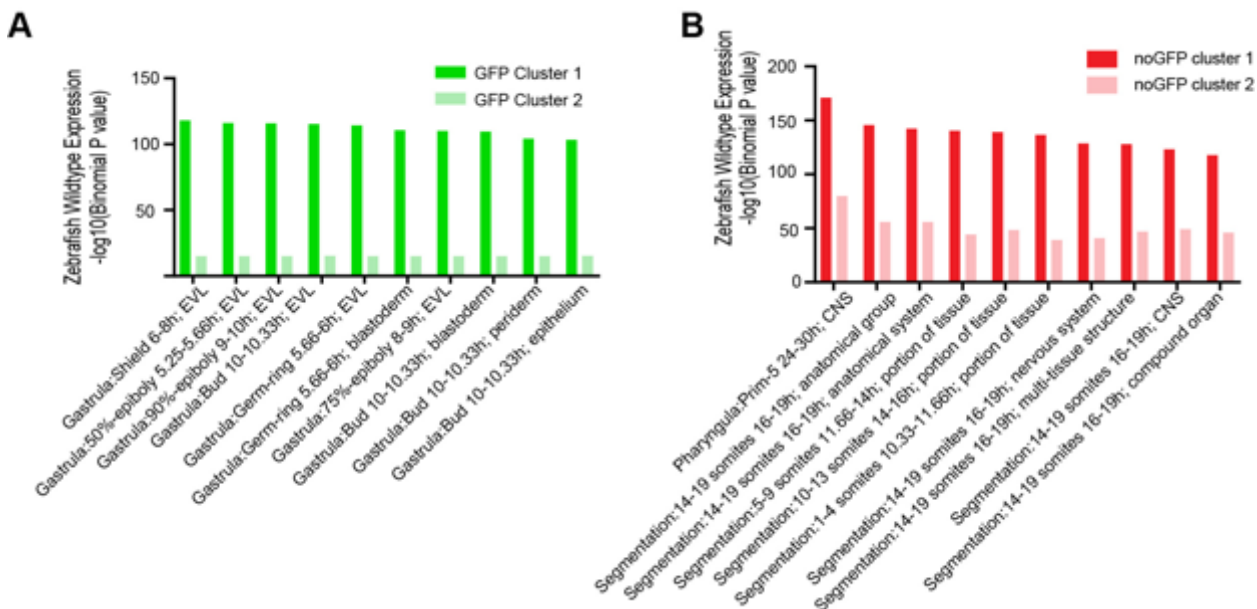 A
Zebrafish Wildtype Expression
-log10(Binomial P value)
150
100
50
GFP Cluster 1
GFP Cluster 2
Gastrula:Shield 6-8h; EVL
Gastrula:50%-epiboly 5.25-5.66h; EVL
Gastrula:90%-epiboly 9-10h; EVL
Gastrula:Bud 10-10.33h; EVL
Gastrula:Germ-ring 5.66-6h; EVL
Gastrula:Germ-ring 5.66-6h; blastoderm
Gastrula:75%-epiboly 8-9h; EVL
Gastrula:Bud 10-10.33h; blastoderm
Gastrula:Bud 10-10.33h; periderm
Gastrula:Bud 10-10.33h; epithelium
B
Zebrafish Wildtype Expression
-log10(Binomial P value)
200
150
100
50
0
noGFP cluster 1
noGFP cluster 2
Pharyngula:Prim-5 24-30h; CNS
Segmentation:14-19 somites 16-19h; anatomical group
Segmentation:14-19 somites 16-19h; anatomical system
Segmentation:5-9 somites 11.66-14h; portion of tissue
Segmentation:10-13 somites 14-16h; portion of tissue
Segmentation:1-4 somites 10.33-11.66h; portion of tissue
Segmentation:14-19 somites 16-19h; nervous system
Segmentation:14-19 somites 16-19h; multi-tissue structure
Segmentation:14-19 somites 16-19h; CNS
Segmentation:14-19 somites 16-19h; compound organ